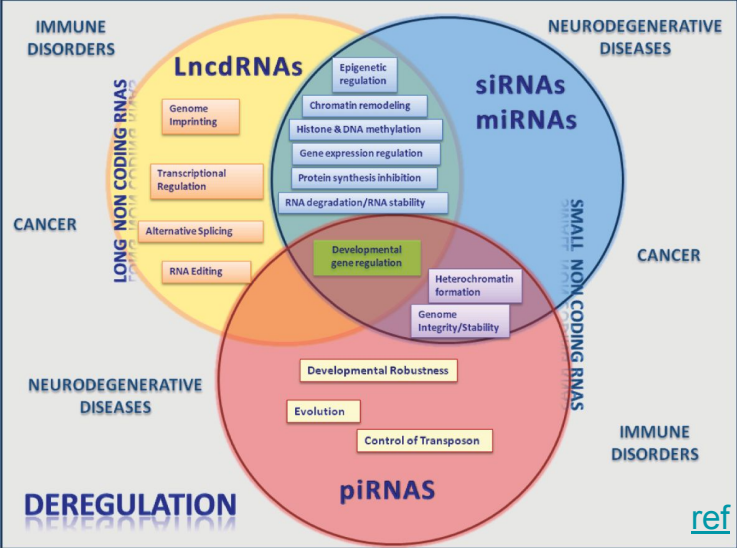 IMMUNE
DISORDERS
NEURODEGENERATIVE
DISEASES
LncdRNAs
siRNAs
miRNAs
LONG NON CODING RNAS
Genome
Imprinting
Transcriptional
Regulation
Alternative Splicing
RNA Editing
Epigenetic
regulation
Chromatin remodeling
Histone & DNA methylation
Gene expression regulation
Protein synthesis inhibition
RNA degradation/RNA stability
Developmental
gene regulation
Heterochromatin
formation
Genome
Integrity/Stability
SMALL NON CODING RNAS
CANCER
CANCER
Developmental Robustness
Evolution
Control of Transposon
piRNAS
NEURODEGENERATIVE
DISEASES
IMMUNE
DISORDERS
DEREGULATION
ref